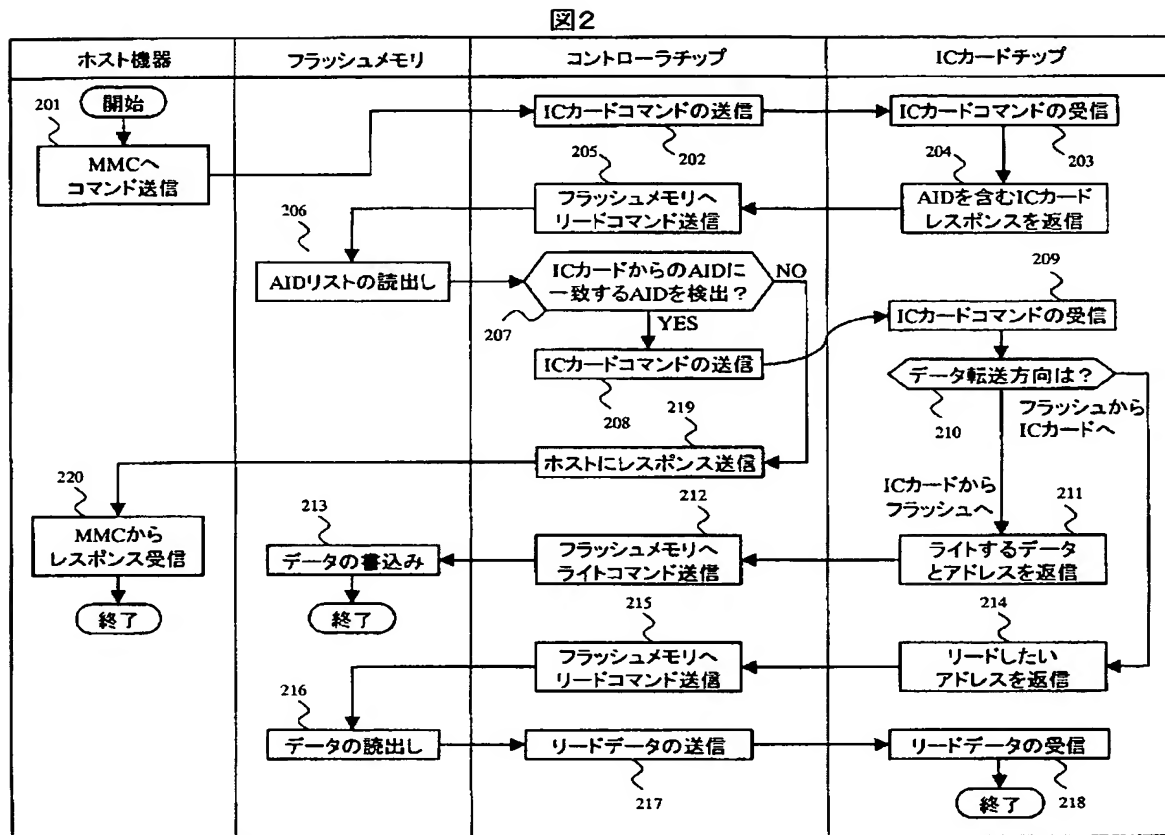 図2
ホスト機器
フラッシュメモリ
コントローラチップ
ICカードチップ
201
開始
MMCへ
コマンド送信
ICカードコマンドの送信
202
ICカードコマンドの受信
203
204
AIDを含むICカード
レスポンスを返信
205
フラッシュメモリへ
リードコマンド送信
206
AIDリストの読出し
ICカードからのAIDに
一致するAIDを検出?
NO
207
YES
ICカードコマンドの送信
208
209
ICカードコマンドの受信
データ転送方向は?
210
フラッシュから
ICカードへ
ICカードから
フラッシュへ
219
ホストにレスポンス送信
220
MMCから
レスポンス受信
終了
211
ライトするデータ
とアドレスを返信
212
フラッシュメモリへ
ライトコマンド送信
213
データの書込み
終了
214
リードしたい
アドレスを返信
215
フラッシュメモリへ
リードコマンド送信
216
データの読出し
リードデータの送信
217
リードデータの受信
218
終了